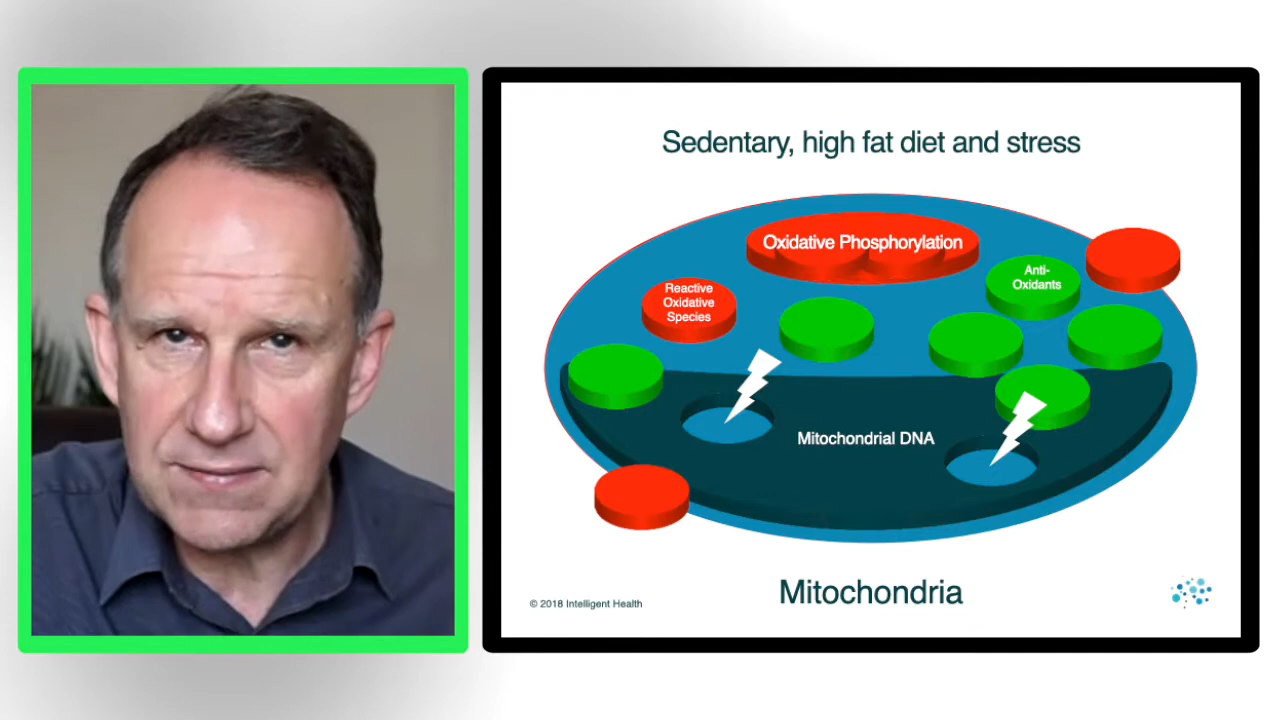 Sedentary, high fat diet and stress
Oxidative Phosphorylation
Anti-
Oxidants
Reactive
Oxidative
Species
Mitochondrial DNA
Mitochondria
© 2018 Intelligent Health